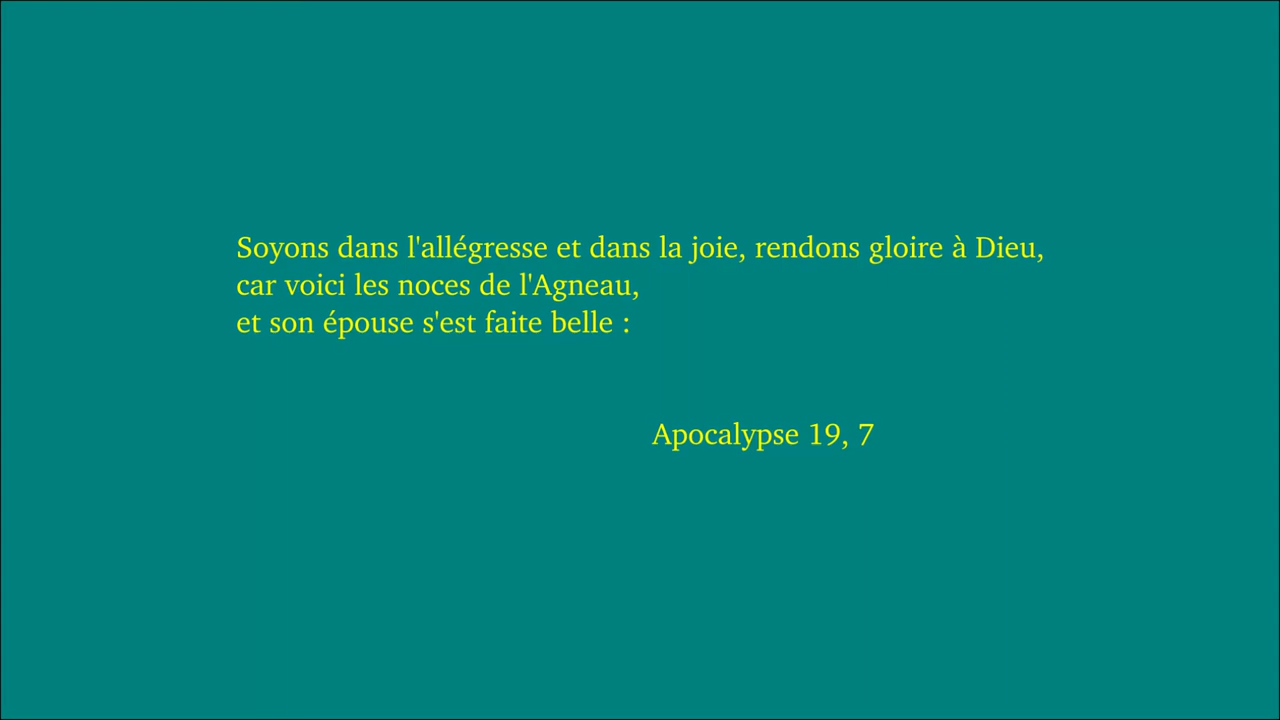 Soyons dans l'allégresse et dans la joie, rendons gloire à Dieu,
car voici les noces de l'Agneau,
et son épouse s'est faite belle :
Apocalypse 19, 7